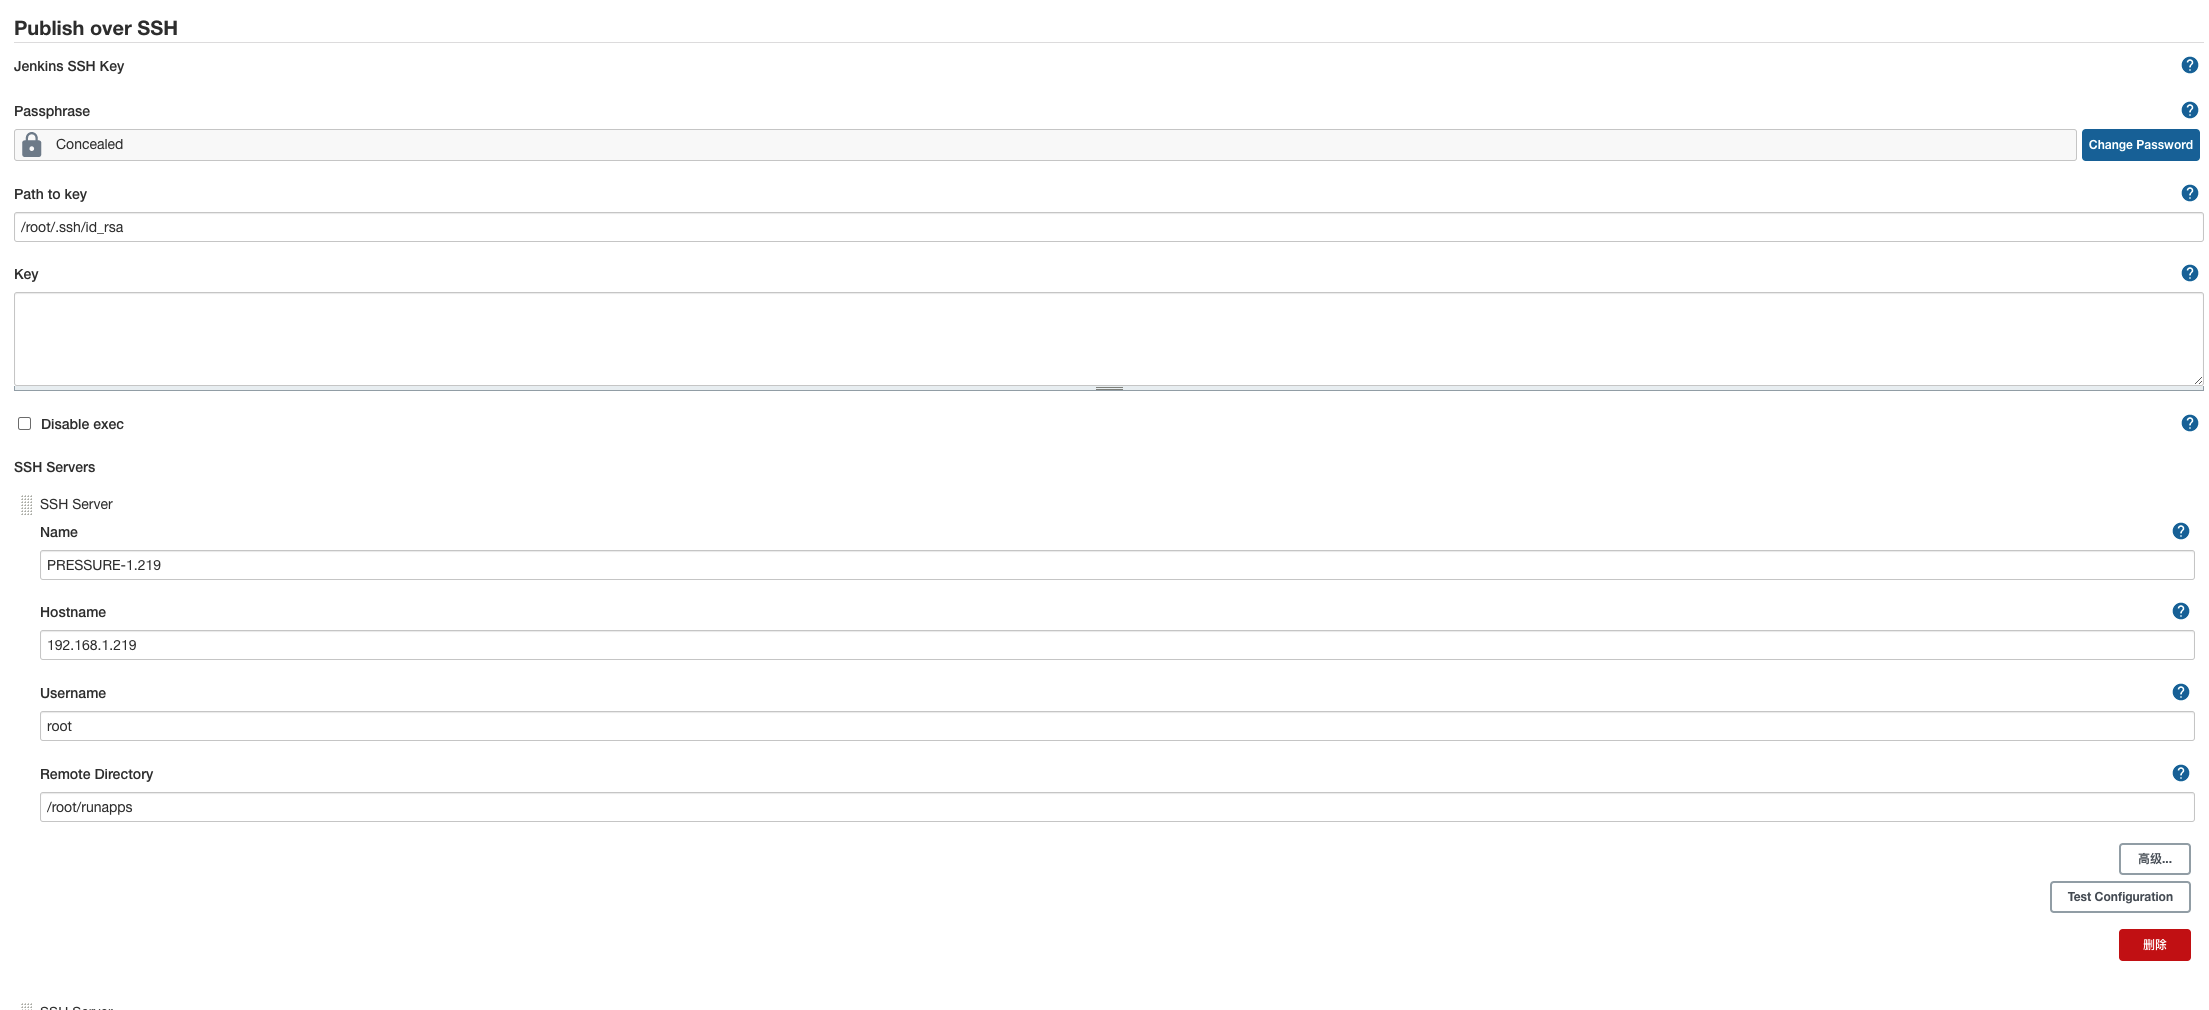 Publish over SSH
Jenkins SSH Key
Passphrase
Concealed
Change Password
Path to key
/root/.ssh/id_rsa
Key
Disable exec
SSH Servers
SSH Server
Name
PRESSURE-1.219
Hostname
192.168.1.219
Username
root
Remote Directory
/root/runapps
高级...
Test Configuration
删除
SSH Server